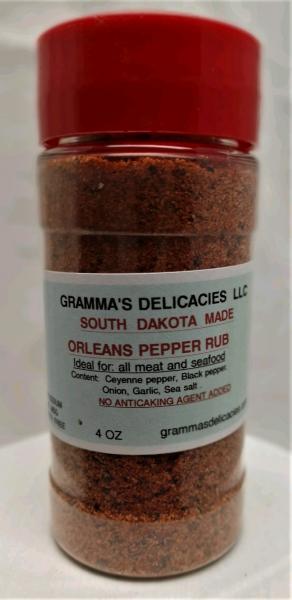 GRAMMA'S DELICACIES LLC
SOUTH DAKOTA MADE
ORLEANS PEPPER RUB
Ideal for: all meat and seafood
Content: Ceyenne pepper, Black pepper,
Onion, Garlic, Sea salt.
NO ANTICAKING AGENT ADDED
FREE
4 OZ
grammasdelicacies.